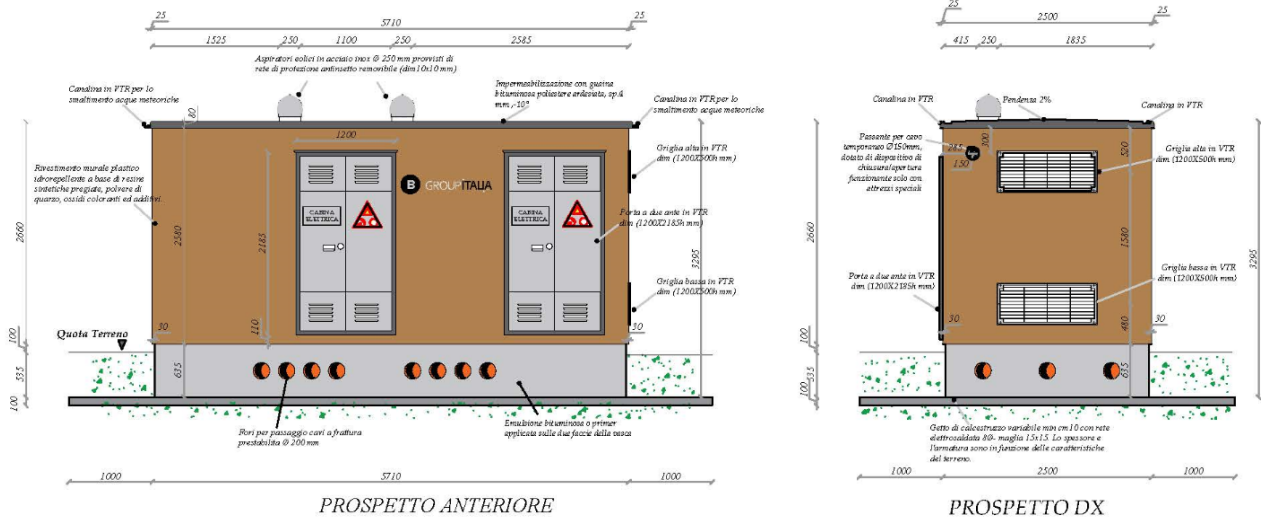 25
5710
25
1525
250
1100
250
2585
Aspiratori eolici in acciaio inox Ø 250 mm provvisti di
rete di protezione antinsetto removibile (dim10x10 mm)
Impermeabilizzazione con guaina
bituminosa poliestere ardesiata, sp.4
mm ,-10°
Canalina in VTR per lo
smaltimento acque meteoriche
Canalina in VTR per lo
smaltimento acque meteoriche
80
1200
Griglia alta in VTR
dim (1200X500h mm)
Rivestimento murale plastico
idrorepellente a base di resine
sintetiche pregiate, polvere di
quarzo, ossidi coloranti ed additivi.
B GROUP ITALIA
CABINA
ELETTRICA
CABINA
ELETTRICA
Porta a due ante in VTR
dim (1200X2185h mm)
2660
2580
2185
3295
Griglia bassa in VTR
dim (1200X500h mm)
30
110
30
Quota Terreno
100
535
100
635
Fori per passaggio cavi a frattura
prestabilita Ø 200 mm
Emulsione bituminosa o primer
applicata sulle due faccie della vasca
1000
5710
1000
PROSPETTO ANTERIORE
25
2500
25
415
250
1835
Canalina in VTR
Pendenza 2%
Canalina in VTR
Passante per cavo
temporaneo Ø150mm,
dotato di dispositivo di
chiusura/apertura
funzionante solo con
attrezzi speciali
285
150
300
520
Griglia alta in VTR
dim (1200X500h mm)
2660
1580
3295
Porta a due ante in VTR
dim (1200X2185h mm)
Griglia bassa in VTR
dim (1200X500h mm)
30
480
30
100
535
100
635
Getto di calcestruzzo variabile min cm 10 con rete
elettrosaldata 8Ø- maglia 15x15. Lo spessore e
l'armatura sono in funzione delle caratteristiche
del terreno.
1000
2500
1000
PROSPETTO DX